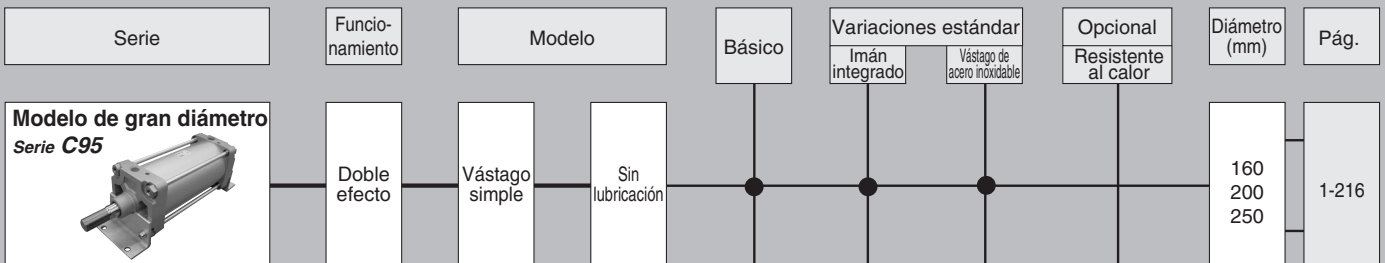 Serie
Funcio-
namiento
Modelo
Básico
Variaciones estándar
Imán
integrado
Vástago de
acero inoxidable
Opcional
Resistente
al calor
Diámetro
(mm)
Pág.
Modelo de gran diámetro
Serie C95
Doble
efecto
Vástago
simple
Sin
lubricación
160
200
250
1-216